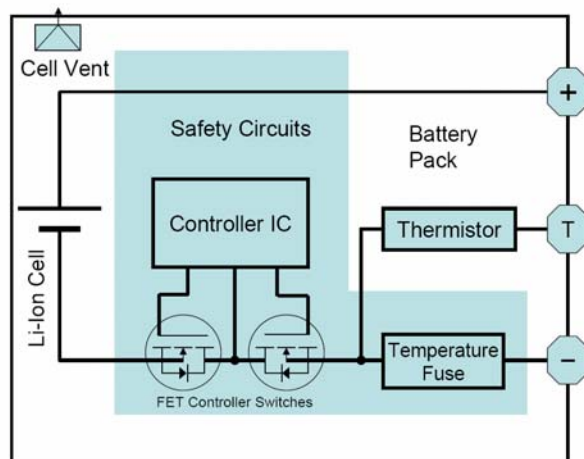 Cell Vent
+
Safety Circuits
Battery
Pack
Controller IC
Thermistor
T
Li-Ion Cell
Temperature
Fuse
−
FET Controller Switches